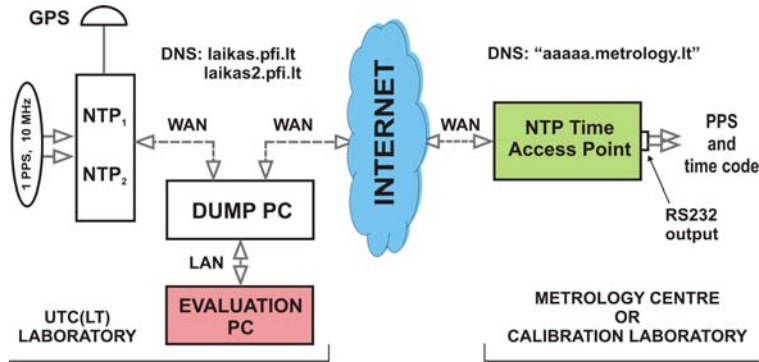 GPS
DNS: laikas.pfi.lt
laikas2.pfi.lt
DNS: “aaaaa.metrology.lt”
1 PPS, 10 MHz
NTP1
NTP2
WAN
WAN
INTERNET
WAN
NTP Time
Access Point
PPS
and
time code
DUMP PC
RS232
output
LAN
EVALUATION
PC
UTC(LT)
LABORATORY
METROLOGY CENTRE
OR
CALIBRATION LABORATORY